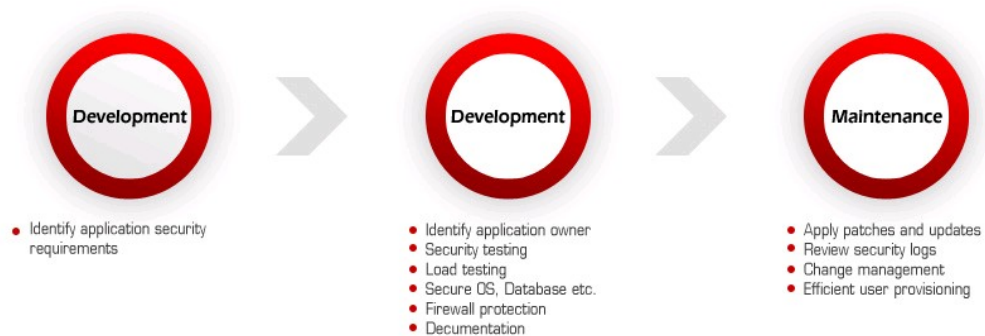 Development
Identify application security
requirements
Development
Identify application owner
Security testing
Load testing
Secure OS, Database etc.
Firewall protection
Decumentation
Maintenance
Apply patches and updates
Review security logs
Change management
Efficient user provisioning